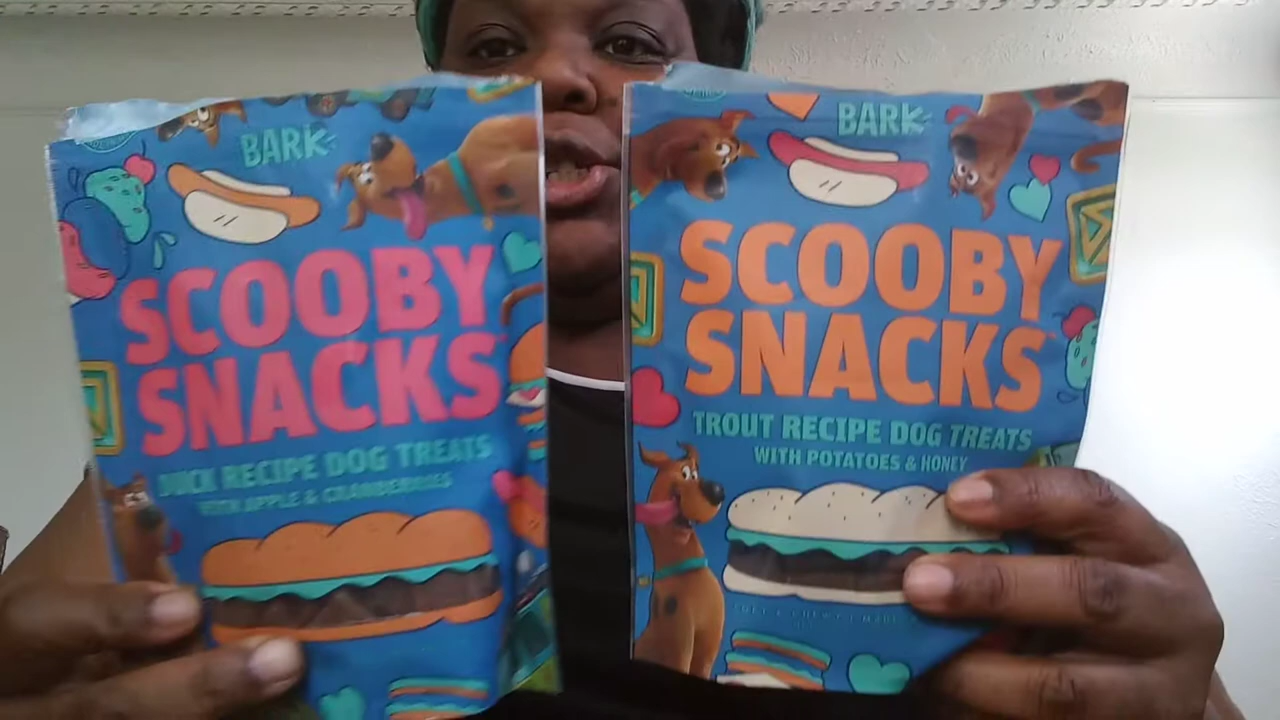 BARK
SCOOBY
SNACKS
DUCK RECIPE DOG TREATS
WITH APPLE & CRANBERRIES
BARK
SCOOBY
SNACKS
TROUT RECIPE DOG TREATS
WITH POTATOES & HONEY